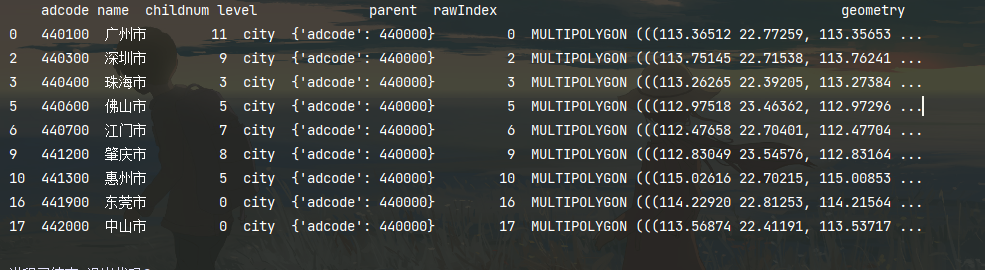 adcode name childnum level parent rawIndex geometry
0 440100 广州市 11 city {'adcode': 440000} 0 MULTIPOLYGON (((113.36512 22.77259, 113.35653 ...
2 440300 深圳市 9 city {'adcode': 440000} 2 MULTIPOLYGON (((113.75145 22.71538, 113.76241 ...
3 440400 珠海市 3 city {'adcode': 440000} 3 MULTIPOLYGON (((113.26265 22.39205, 113.27384 ...
5 440600 佛山市 5 city {'adcode': 440000} 5 MULTIPOLYGON (((112.97518 23.46362, 112.97296 ...
6 440700 江门市 7 city {'adcode': 440000} 6 MULTIPOLYGON (((112.47658 22.70401, 112.47704 ...
9 441200 肇庆市 8 city {'adcode': 440000} 9 MULTIPOLYGON (((112.83049 23.54576, 112.83164 ...
10 441300 惠州市 5 city {'adcode': 440000} 10 MULTIPOLYGON (((115.02616 22.70215, 115.00853 ...
16 441900 东莞市 0 city {'adcode': 440000} 16 MULTIPOLYGON (((114.22920 22.81253, 114.21564 ...
17 442000 中山市 0 city {'adcode': 440000} 17 MULTIPOLYGON (((113.56874 22.41191, 113.53717 ...